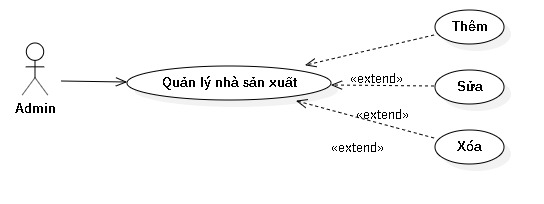 Thêm
Quản lý nhà sản xuất
«extend»
Sửa
Admin
«extend»
Xóa
«extend»